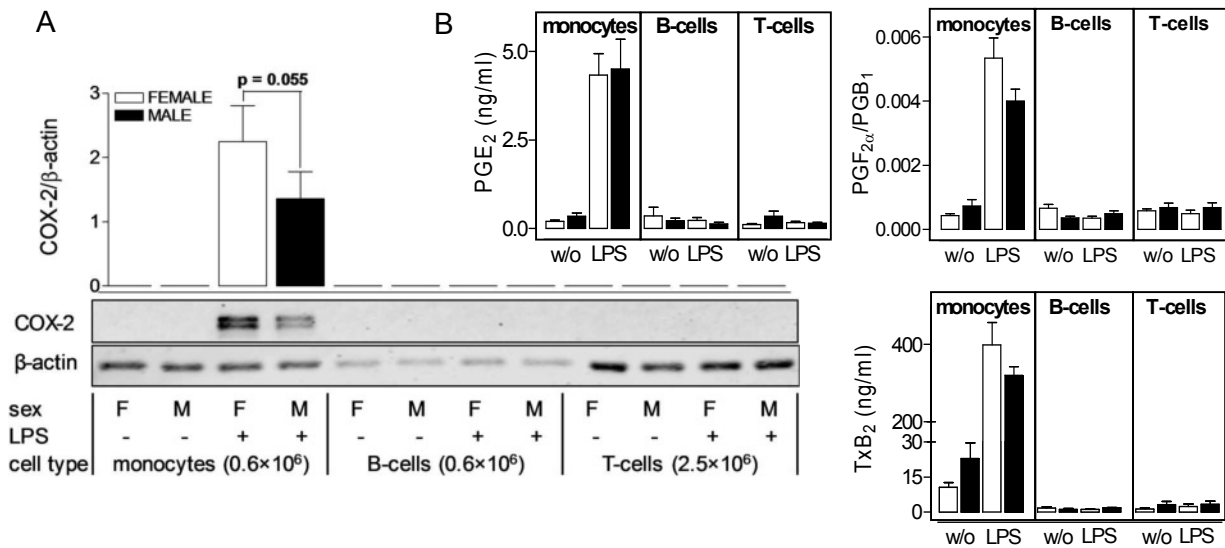 A
p = 0.055
FEMALE
MALE
COX-2/β-actin
3
2
1
0
COX-2
β-actin
sex F M F M F M F M F M F M
LPS - - + + - - + + - - + +
cell type monocytes (0.6×10⁶) B-cells (0.6×10⁶) T-cells (2.5×10⁶)
B
monocytes B-cells T-cells
PGE₂ (ng/ml)
5.0
2.5
0.0
w/o LPS w/o LPS w/o LPS
monocytes B-cells T-cells
PGF₂α/PGB₁
0.006
0.004
0.002
0.000
w/o LPS w/o LPS w/o LPS
monocytes B-cells T-cells
TxB₂ (ng/ml)
400
200
30
15
0
w/o LPS w/o LPS w/o LPS